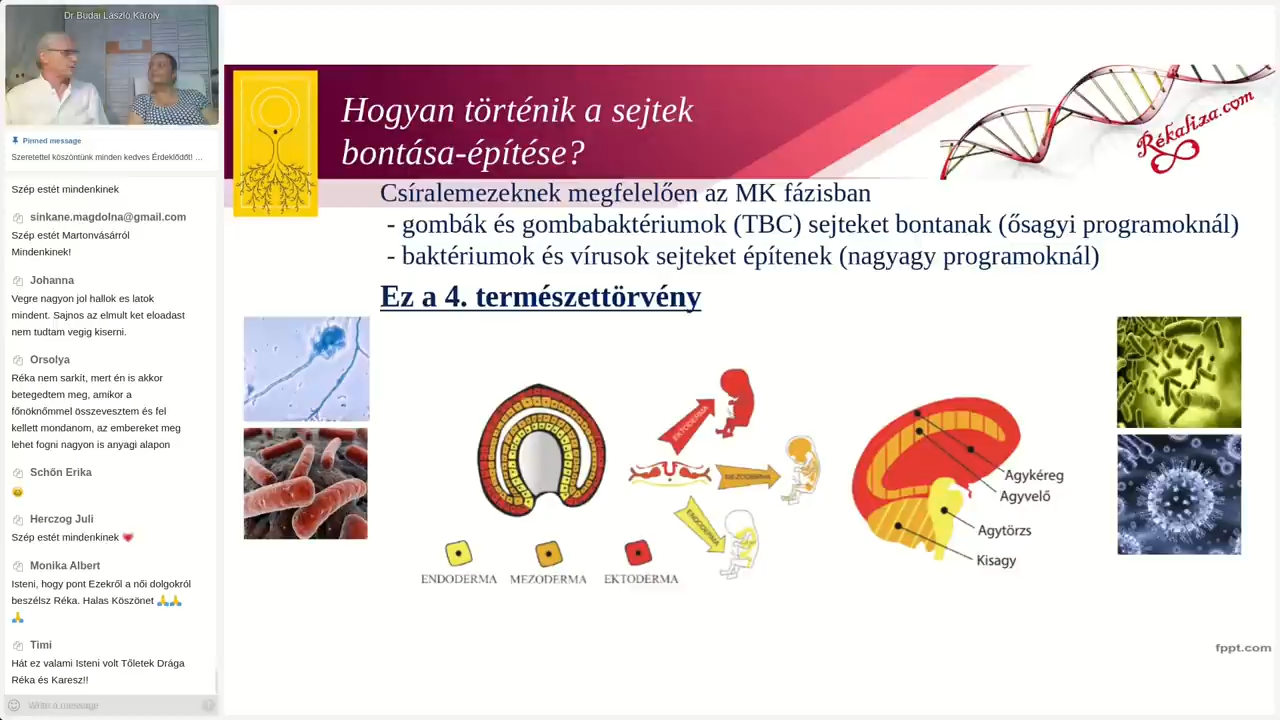 Dr Budai László Károly
Pinned message
Szeretettel köszöntünk minden kedves Érdeklődőt! ...
Szép estét mindenkinek
sinkane.magdolna@gmail.com
Szép estét Martonvásárról
Mindenkinek!
Johanna
Vegre nagyon jol hallok es latok
mindent. Sajnos az elmult ket eloadast
nem tudtam vegig kiserni.
Orsolya
Réka nem sarkít, mert én is akkor
betegedtem meg, amikor a
főnöknőmmel összevesztem és fel
kellett mondanom, az embereket meg
lehet fogni nagyon is anyagi alapon
Schön Erika
Herczog Juli
Szép estét mindenkinek
Monika Albert
Isteni, hogy pont Ezekről a női dolgokról
beszélsz Réka. Halas Köszönet
Timi
Hát ez valami Isteni volt Tőletek Drága
Réka és Karesz!!
Write a message
Hogyan történik a sejtek
bontása-építése?
Rékaliza.com
Csíralemezeknek megfelelően az MK fázisban
- gombák és gombabaktériumok (TBC) sejteket bontanak (ősagyi programoknál)
- baktériumok és vírusok sejteket építenek (nagyagy programoknál)
Ez a 4. természettörvény
EKTODERMA
MEZODERMA
ENDODERMA
Agykéreg
Agyvelő
Agytörzs
Kisagy
ENDODERMA MEZODERMA EKTODERMA
fppt.com